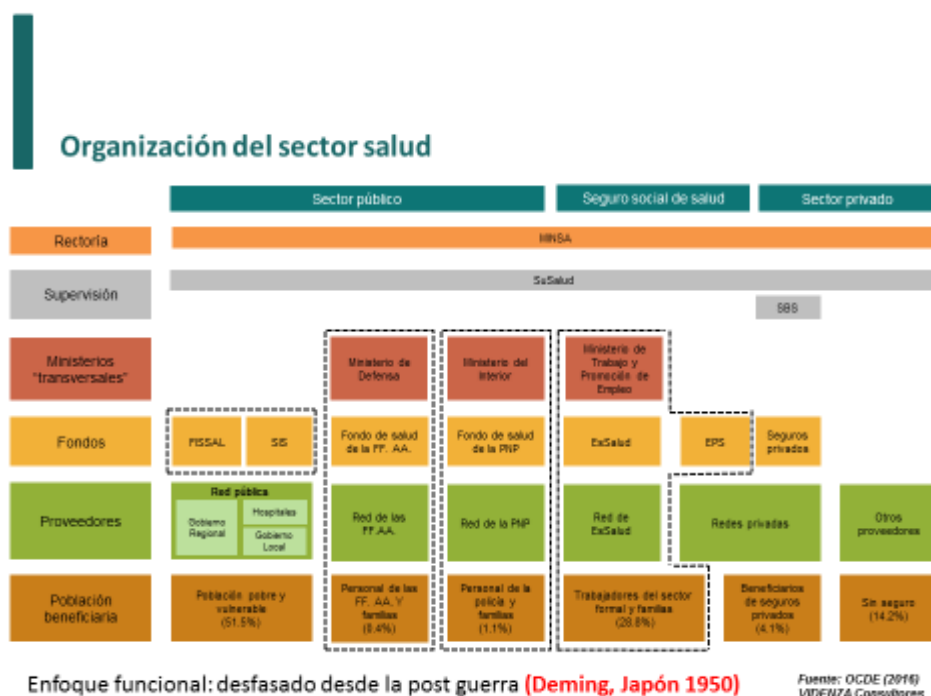 Organización del sector salud
Sector público
Seguro social de salud
Sector privado
Rectoría
MINSA
Supervisión
SuSalud
SBS
Ministerios
"transversales"
Ministerio de
Defensa
Ministerio del
Interior
Ministerio de
Trabajo y
Promoción de
Empleo
Fondos
FISSAL
SIS
Fondo de salud
de la FF. AA.
Fondo de salud
de la PNP
EsSalud
EPS
Seguros
privados
Proveedores
Red pública
Gobierno
Regional
Hospitales
Gobierno
Local
Red de las
FF.AA.
Red de la PNP
Red de
EsSalud
Redes privadas
Otros
proveedores
Población
beneficiaria
Población pobre y
vulnerable
(51.5%)
Personal de las
FF. AA. Y
familias
(0.4%)
Personal de la
policía y
familias
(1.1%)
Trabajadores del sector
formal y familias
(28.8%)
Beneficiarios
de seguros
privados
(4.1%)
Sin seguro
(14.2%)
Enfoque funcional: desfasado desde la post guerra (Deming, Japón 1950)
Fuente: OCDE (2016)
VIDENZA Consultores